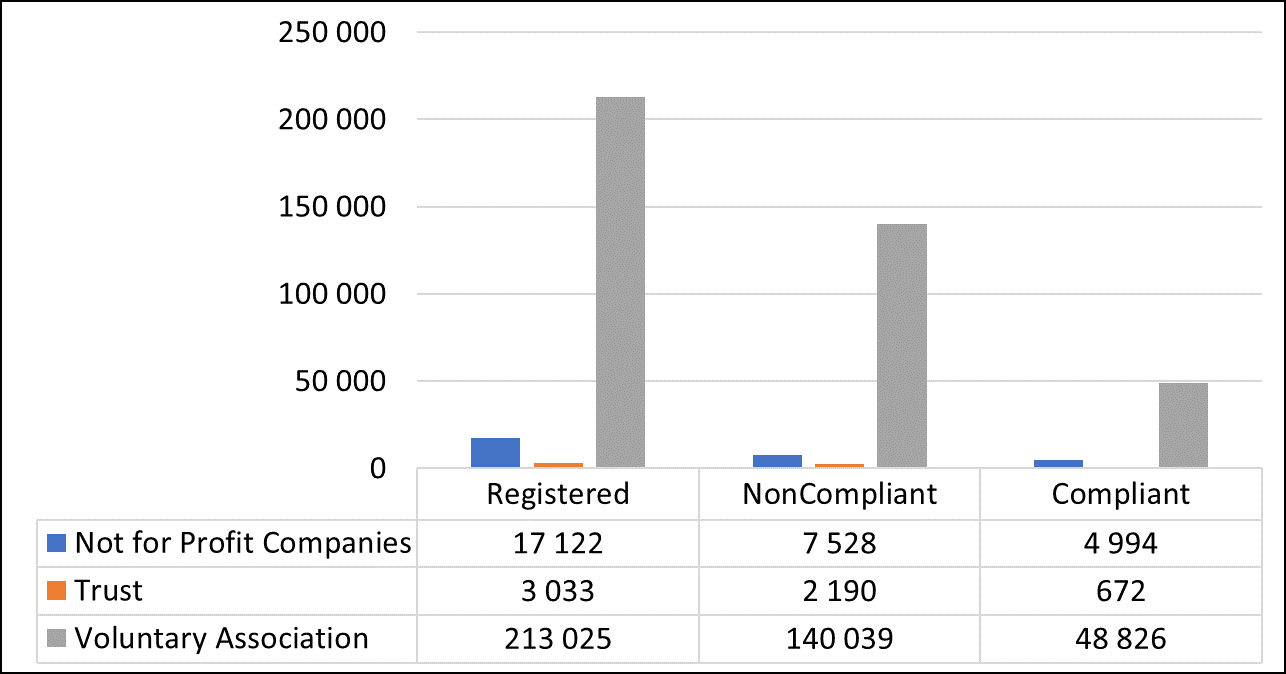 250 000
200 000
150 000
100 000
50 000
0
Registered NonCompliant Compliant
Not for Profit Companies 17 122 7 528 4 994
Trust 3 033 2 190 672
Voluntary Association 213 025 140 039 48 826